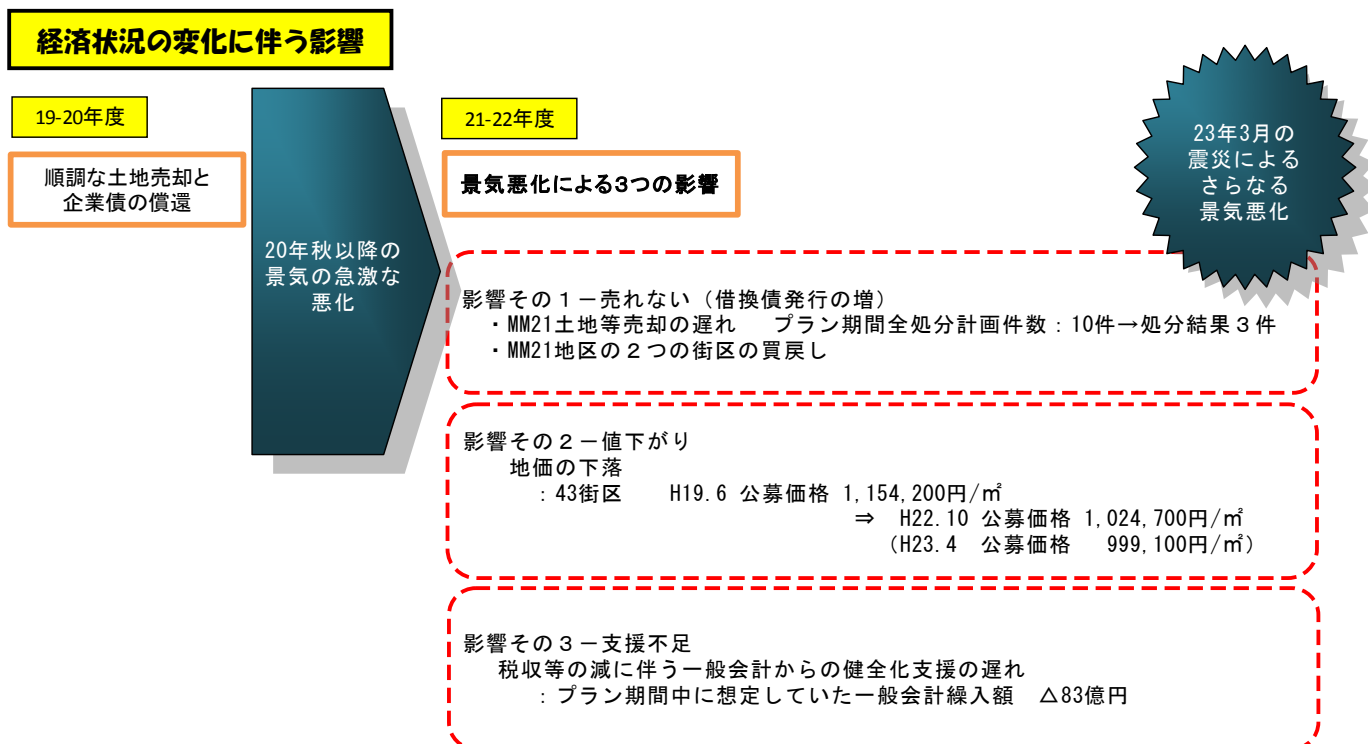 経済状況の変化に伴う影響
19-20年度
順調な土地売却と
企業債の償還
20年秋以降の
景気の急激な
悪化
21-22年度
景気悪化による3つの影響
23年3月の
震災による
さらなる
景気悪化
影響その１－売れない（借換債発行の増）
・MM21土地等売却の遅れ　プラン期間全処分計画件数：10件→処分結果３件
・MM21地区の２つの街区の買戻し
影響その２－値下がり
地価の下落
：43街区　H19.6 公募価格 1,154,200円/㎡
⇒　H22.10 公募価格 1,024,700円/㎡
（H23.4　公募価格　999,100円/㎡）
影響その３－支援不足
税収等の減に伴う一般会計からの健全化支援の遅れ
：プラン期間中に想定していた一般会計繰入額　△83億円